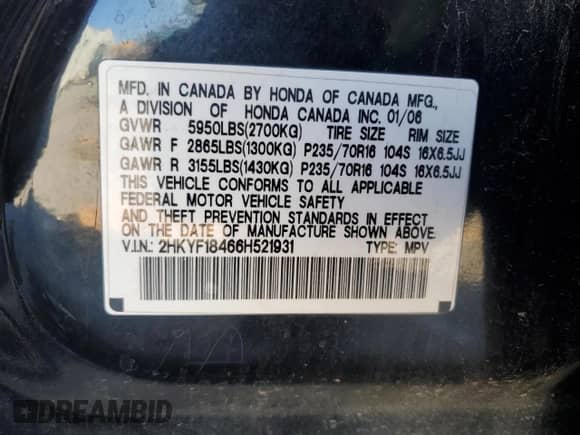 MFD. IN CANADA BY HONDA OF CANADA MFG.,
A DIVISION OF HONDA CANADA INC. 01/06
GVWR 5950LBS(2700KG) TIRE SIZE RIM SIZE
GAWR F 2865LBS(1300KG) P235/70R16 104S 16X6.5JJ
GAWR R 3155LBS(1430KG) P235/70R16 104S 16X6.5JJ
THIS VEHICLE CONFORMS TO ALL APPLICABLE
FEDERAL MOTOR VEHICLE SAFETY
AND THEFT PREVENTION STANDARDS IN EFFECT
ON THE DATE OF MANUFACTURE SHOWN ABOVE.
V.I.N.: 2HKYF18466H521931 TYPE: MPV
DREAMBID